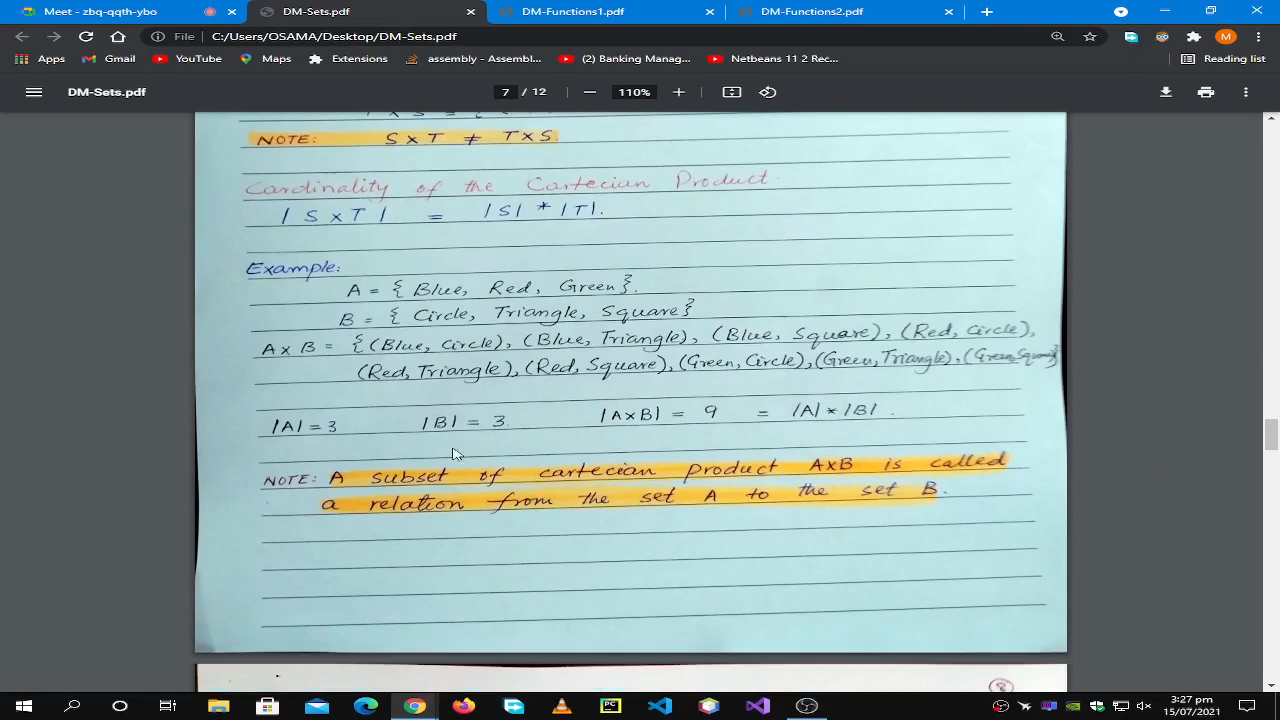 Meet - zbq-qqth-ybo
DM-Sets.pdf
DM-Functions1.pdf
DM-Functions2.pdf
File
C:/Users/OSAMA/Desktop/DM-Sets.pdf
Apps
Gmail
YouTube
Maps
Extensions
assembly - Assembl...
(2) Banking Manag...
Netbeans 11 2 Rec...
Reading list
DM-Sets.pdf
7 / 12
110%
NOTE: S x T ≠ T x S.
Cardinality of the Cartecian Product.
| S x T | = |S| * |T|.
Example:
A = { Blue, Red, Green }.
B = { Circle, Triangle, Square }
A x B = {(Blue, Circle), (Blue, Triangle), (Blue, Square), (Red, Circle),
(Red, Triangle), (Red, Square), (Green, Circle), (Green, Triangle), (Green, Square)}
|A| = 3 |B| = 3. |A x B| = 9 = |A| * |B| .
NOTE: A subset of cartecian product A x B is called
a relation from the set A to the set B.
8
3:27 pm
15/07/2021